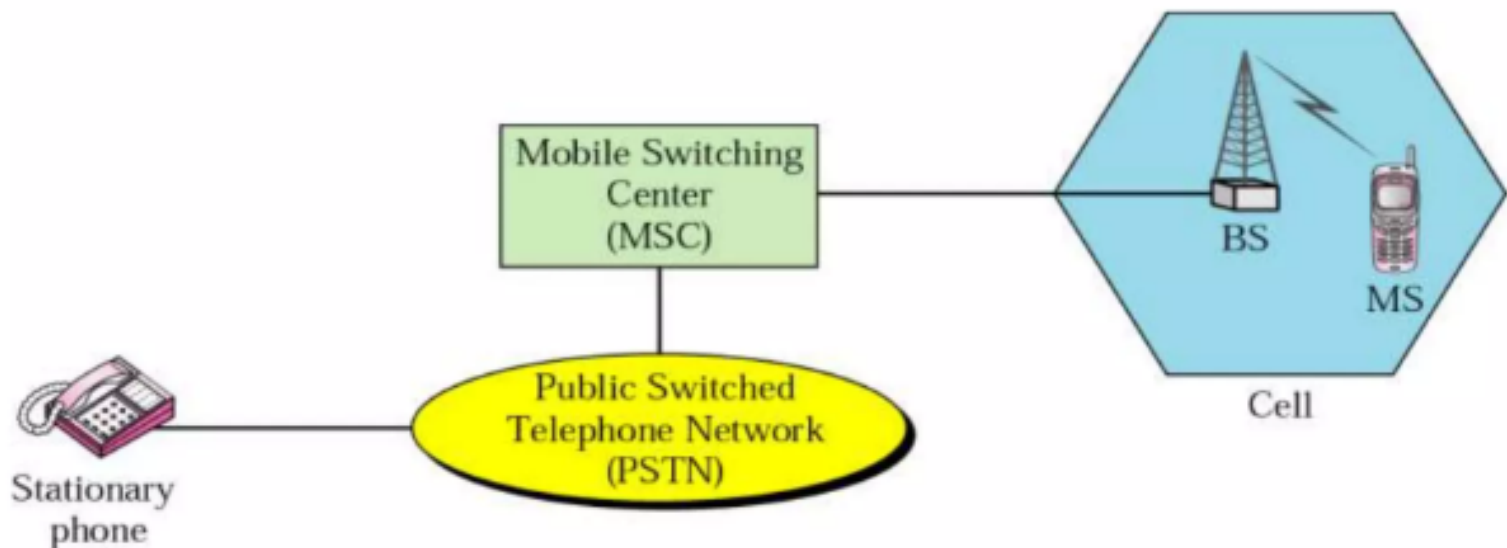 Mobile Switching
Center
(MSC)
BS
MS
Cell
Public Switched
Telephone Network
(PSTN)
Stationary
phone